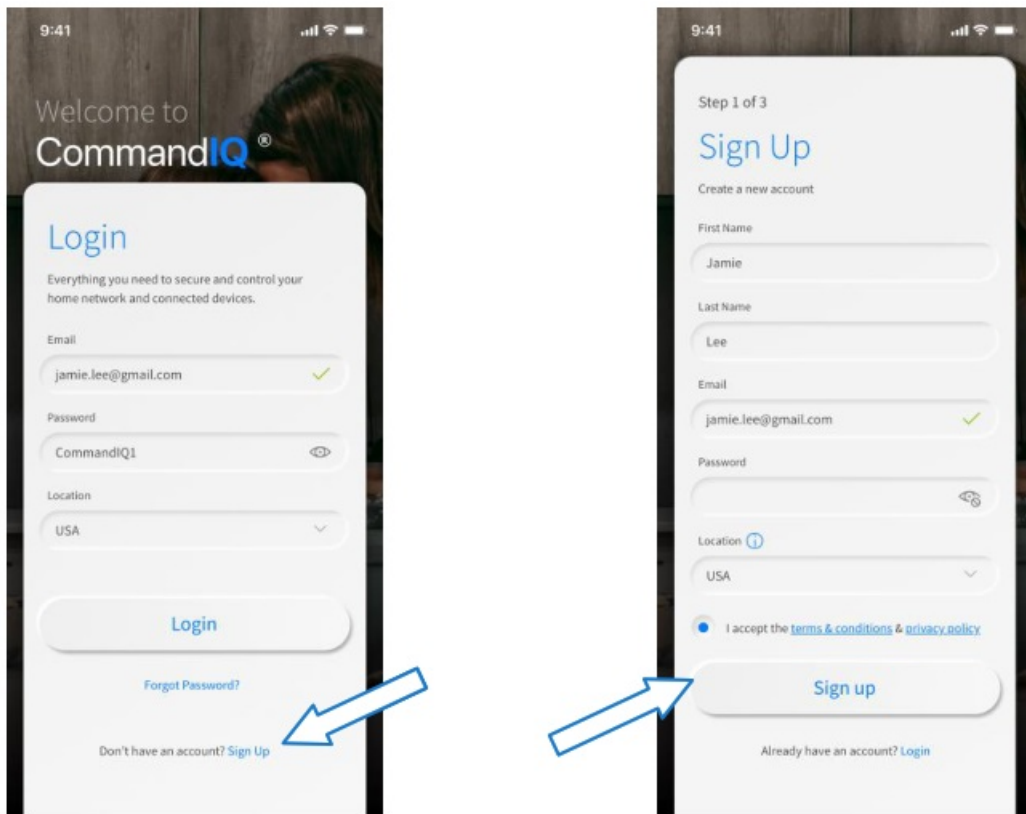 9:41
Welcome to
CommandIQ ®
Login
Everything you need to secure and control your
home network and connected devices.
Email
jamie.lee@gmail.com
Password
CommandIQ1
Location
USA
Login
Forgot Password?
Don't have an account? Sign Up
9:41
Step 1 of 3
Sign Up
Create a new account
First Name
Jamie
Last Name
Lee
Email
jamie.lee@gmail.com
Password
Location
USA
I accept the terms & conditions & privacy policy
Sign up
Already have an account? Login